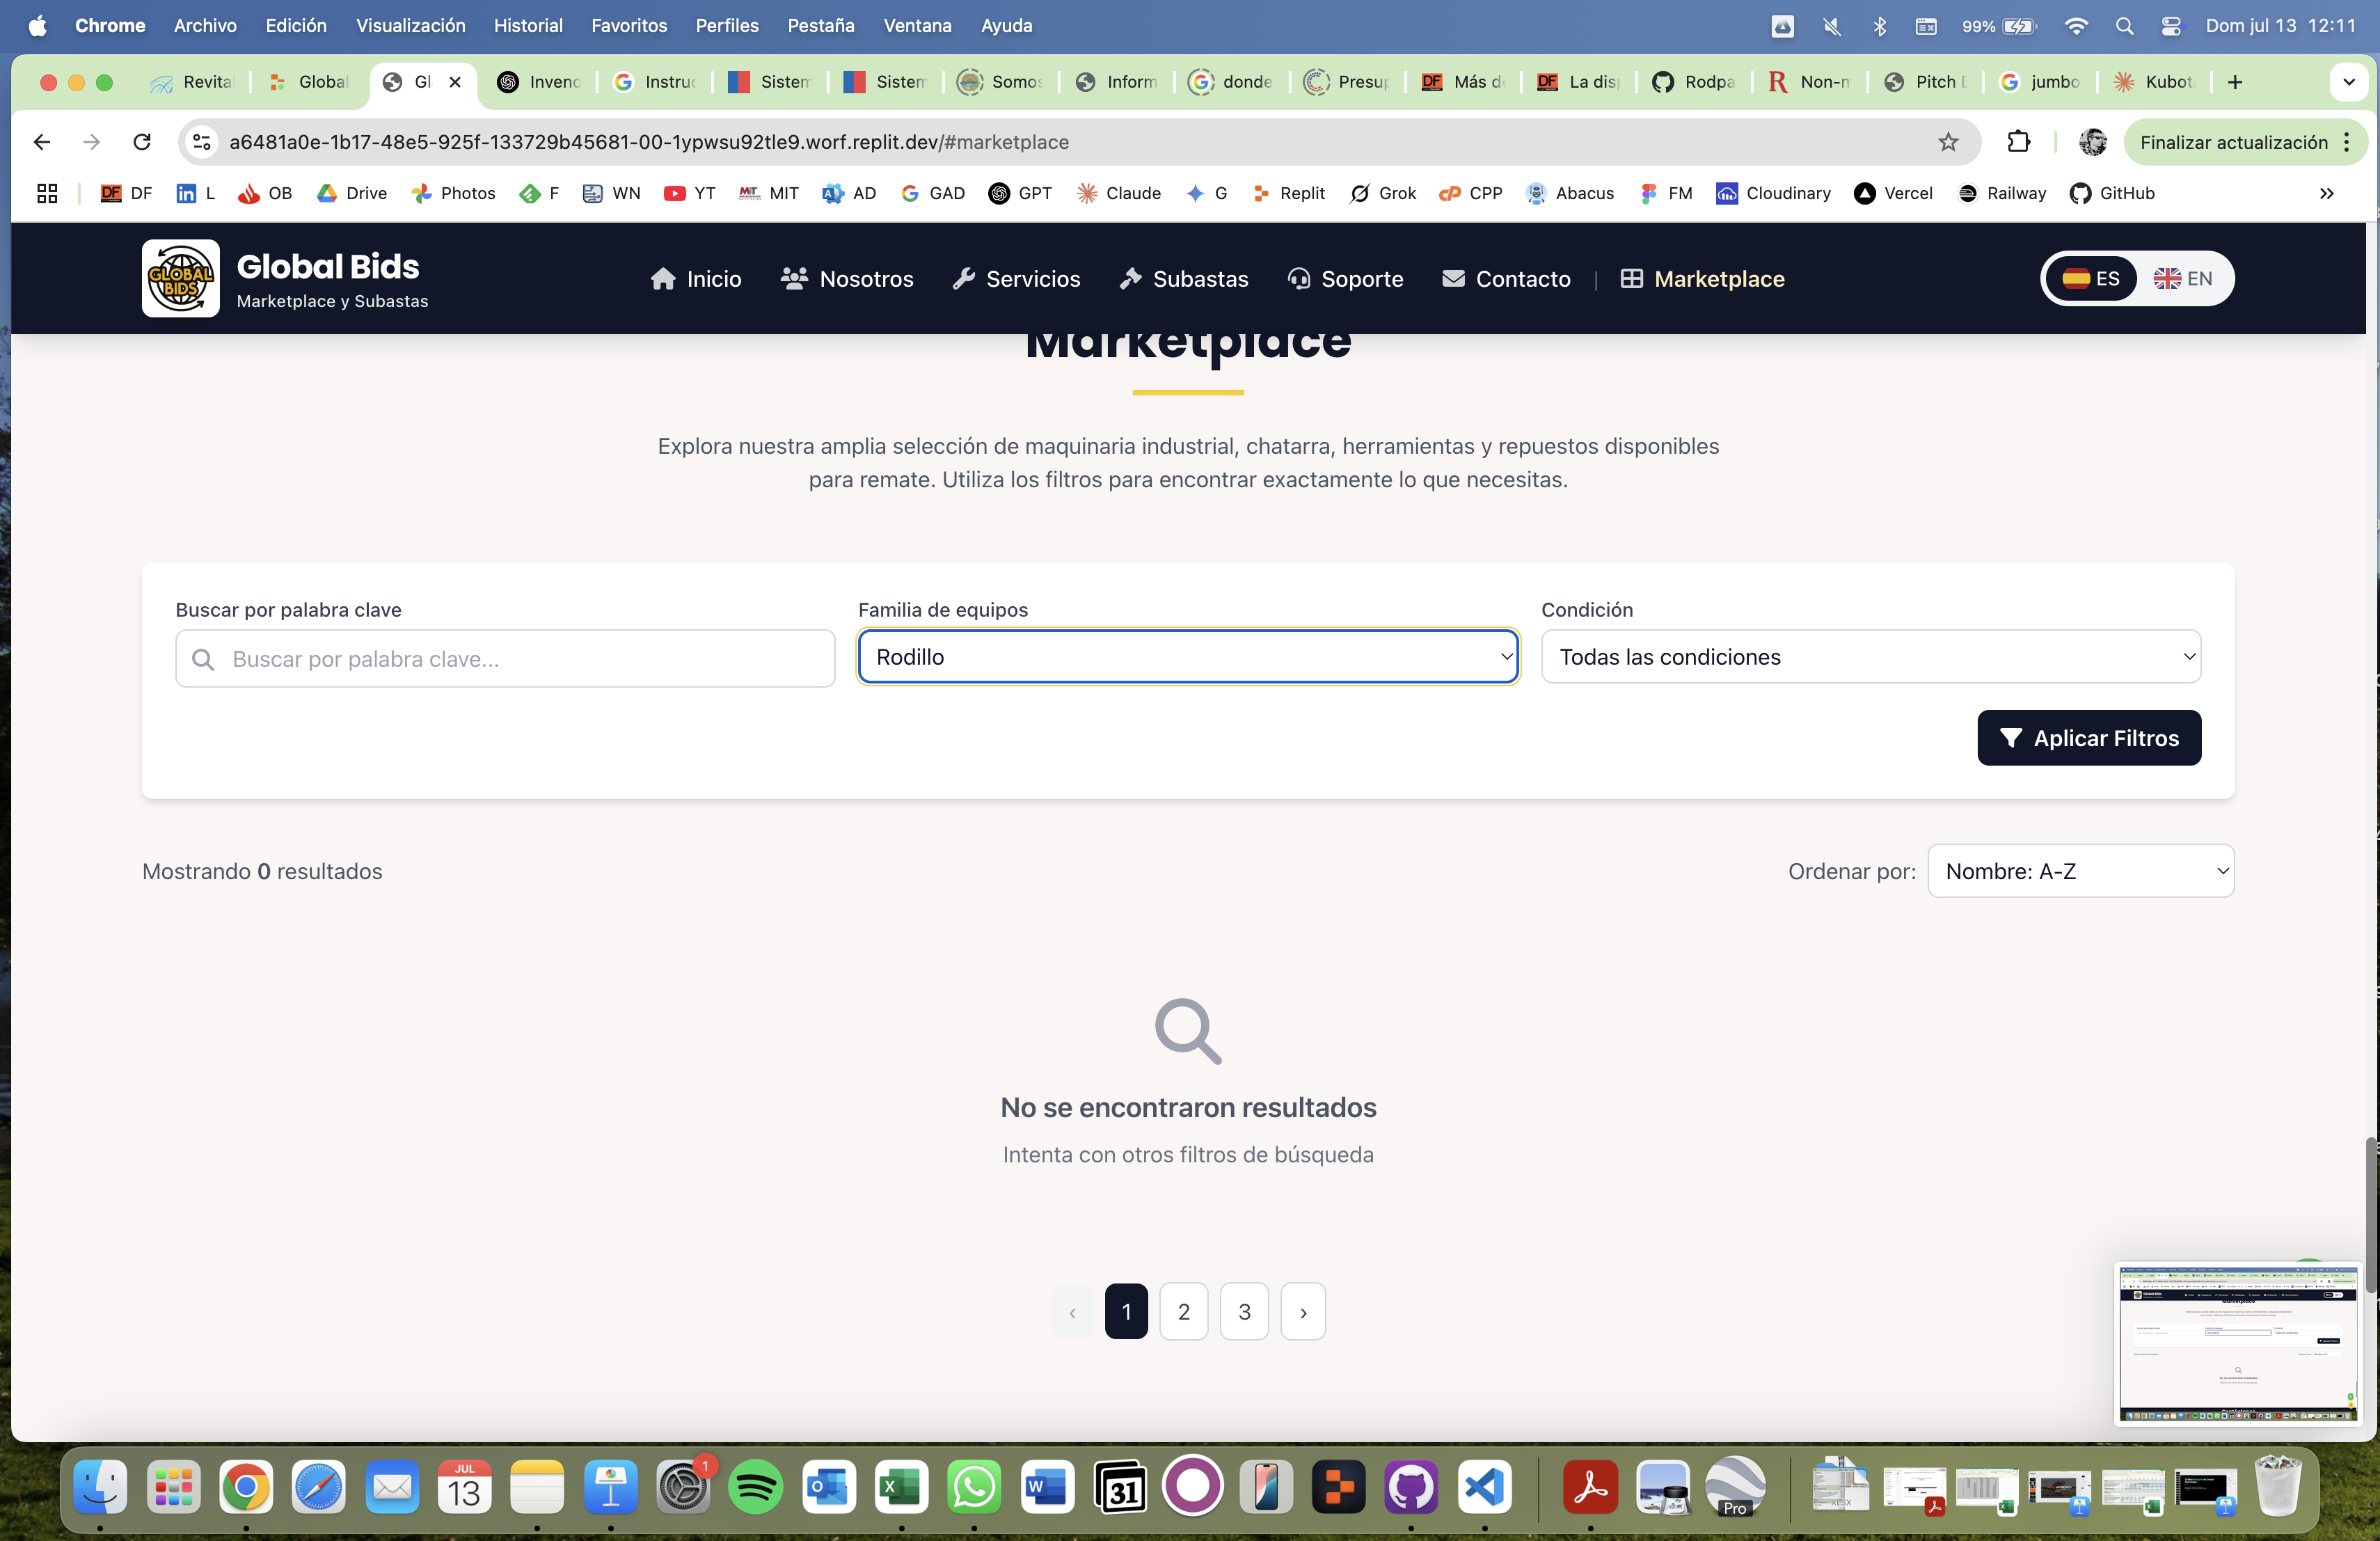 Chrome Archivo Edición Visualización Historial Favoritos Perfiles Pestaña Ventana Ayuda 99% Dom jul 13 12:11
Revita Global Gl Inveno Instruc Sistem Sistem Somos Inform donde Presup Más d La dis Rodpa Non-m Pitch D jumbo Kubot
a6481a0e-1b17-48e5-925f-133729b45681-00-1ypwsu92tle9.worf.replit.dev/#marketplace Finalizar actualización
DF L OB Drive Photos F WN YT MIT AD GAD GPT Claude G Replit Grok CPP Abacus FM Cloudinary Vercel Railway GitHub »
GLOBAL BIDS
Global Bids
Marketplace y Subastas
Inicio Nosotros Servicios Subastas Soporte Contacto | Marketplace ES EN
Marketplace
Explora nuestra amplia selección de maquinaria industrial, chatarra, herramientas y repuestos disponibles
para remate. Utiliza los filtros para encontrar exactamente lo que necesitas.
Buscar por palabra clave Familia de equipos Condición
Buscar por palabra clave... Rodillo Todas las condiciones
Aplicar Filtros
Mostrando 0 resultados Ordenar por: Nombre: A-Z
No se encontraron resultados
Intenta con otros filtros de búsqueda
‹ 1 2 3 ›
JUL
13
1
31
Pro
XLSX